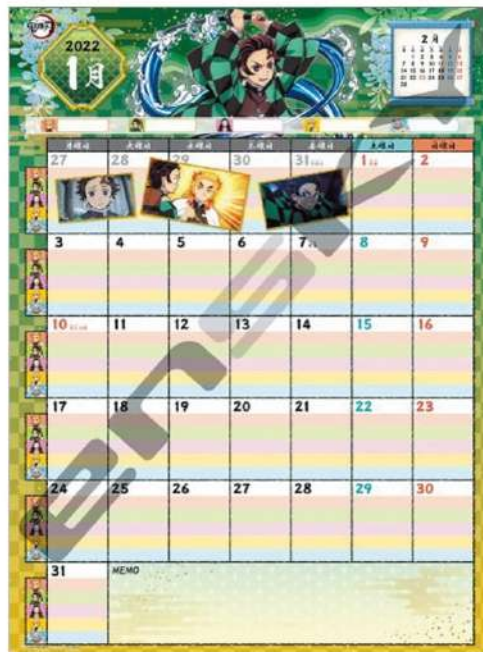 2022
1月
2月
月曜日 火曜日 水曜日 木曜日 金曜日 土曜日 日曜日
27 28 29 30 31 1 2
3 4 5 6 7 8 9
10 11 12 13 14 15 16
17 18 19 20 21 22 23
24 25 26 27 28 29 30
31 MEMO
ensky